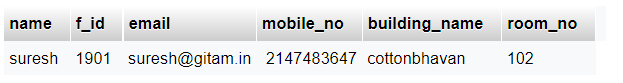 name f_id email mobile_no building_name room_no
suresh 1901 suresh@gitam.in 2147483647 cottonbhavan 102